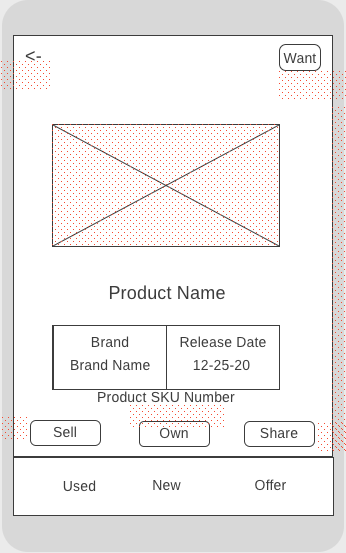 <-
Want
Product Name
Brand
Release Date
Brand Name
12-25-20
Product SKU Number
Sell
Own
Share
Used
New
Offer